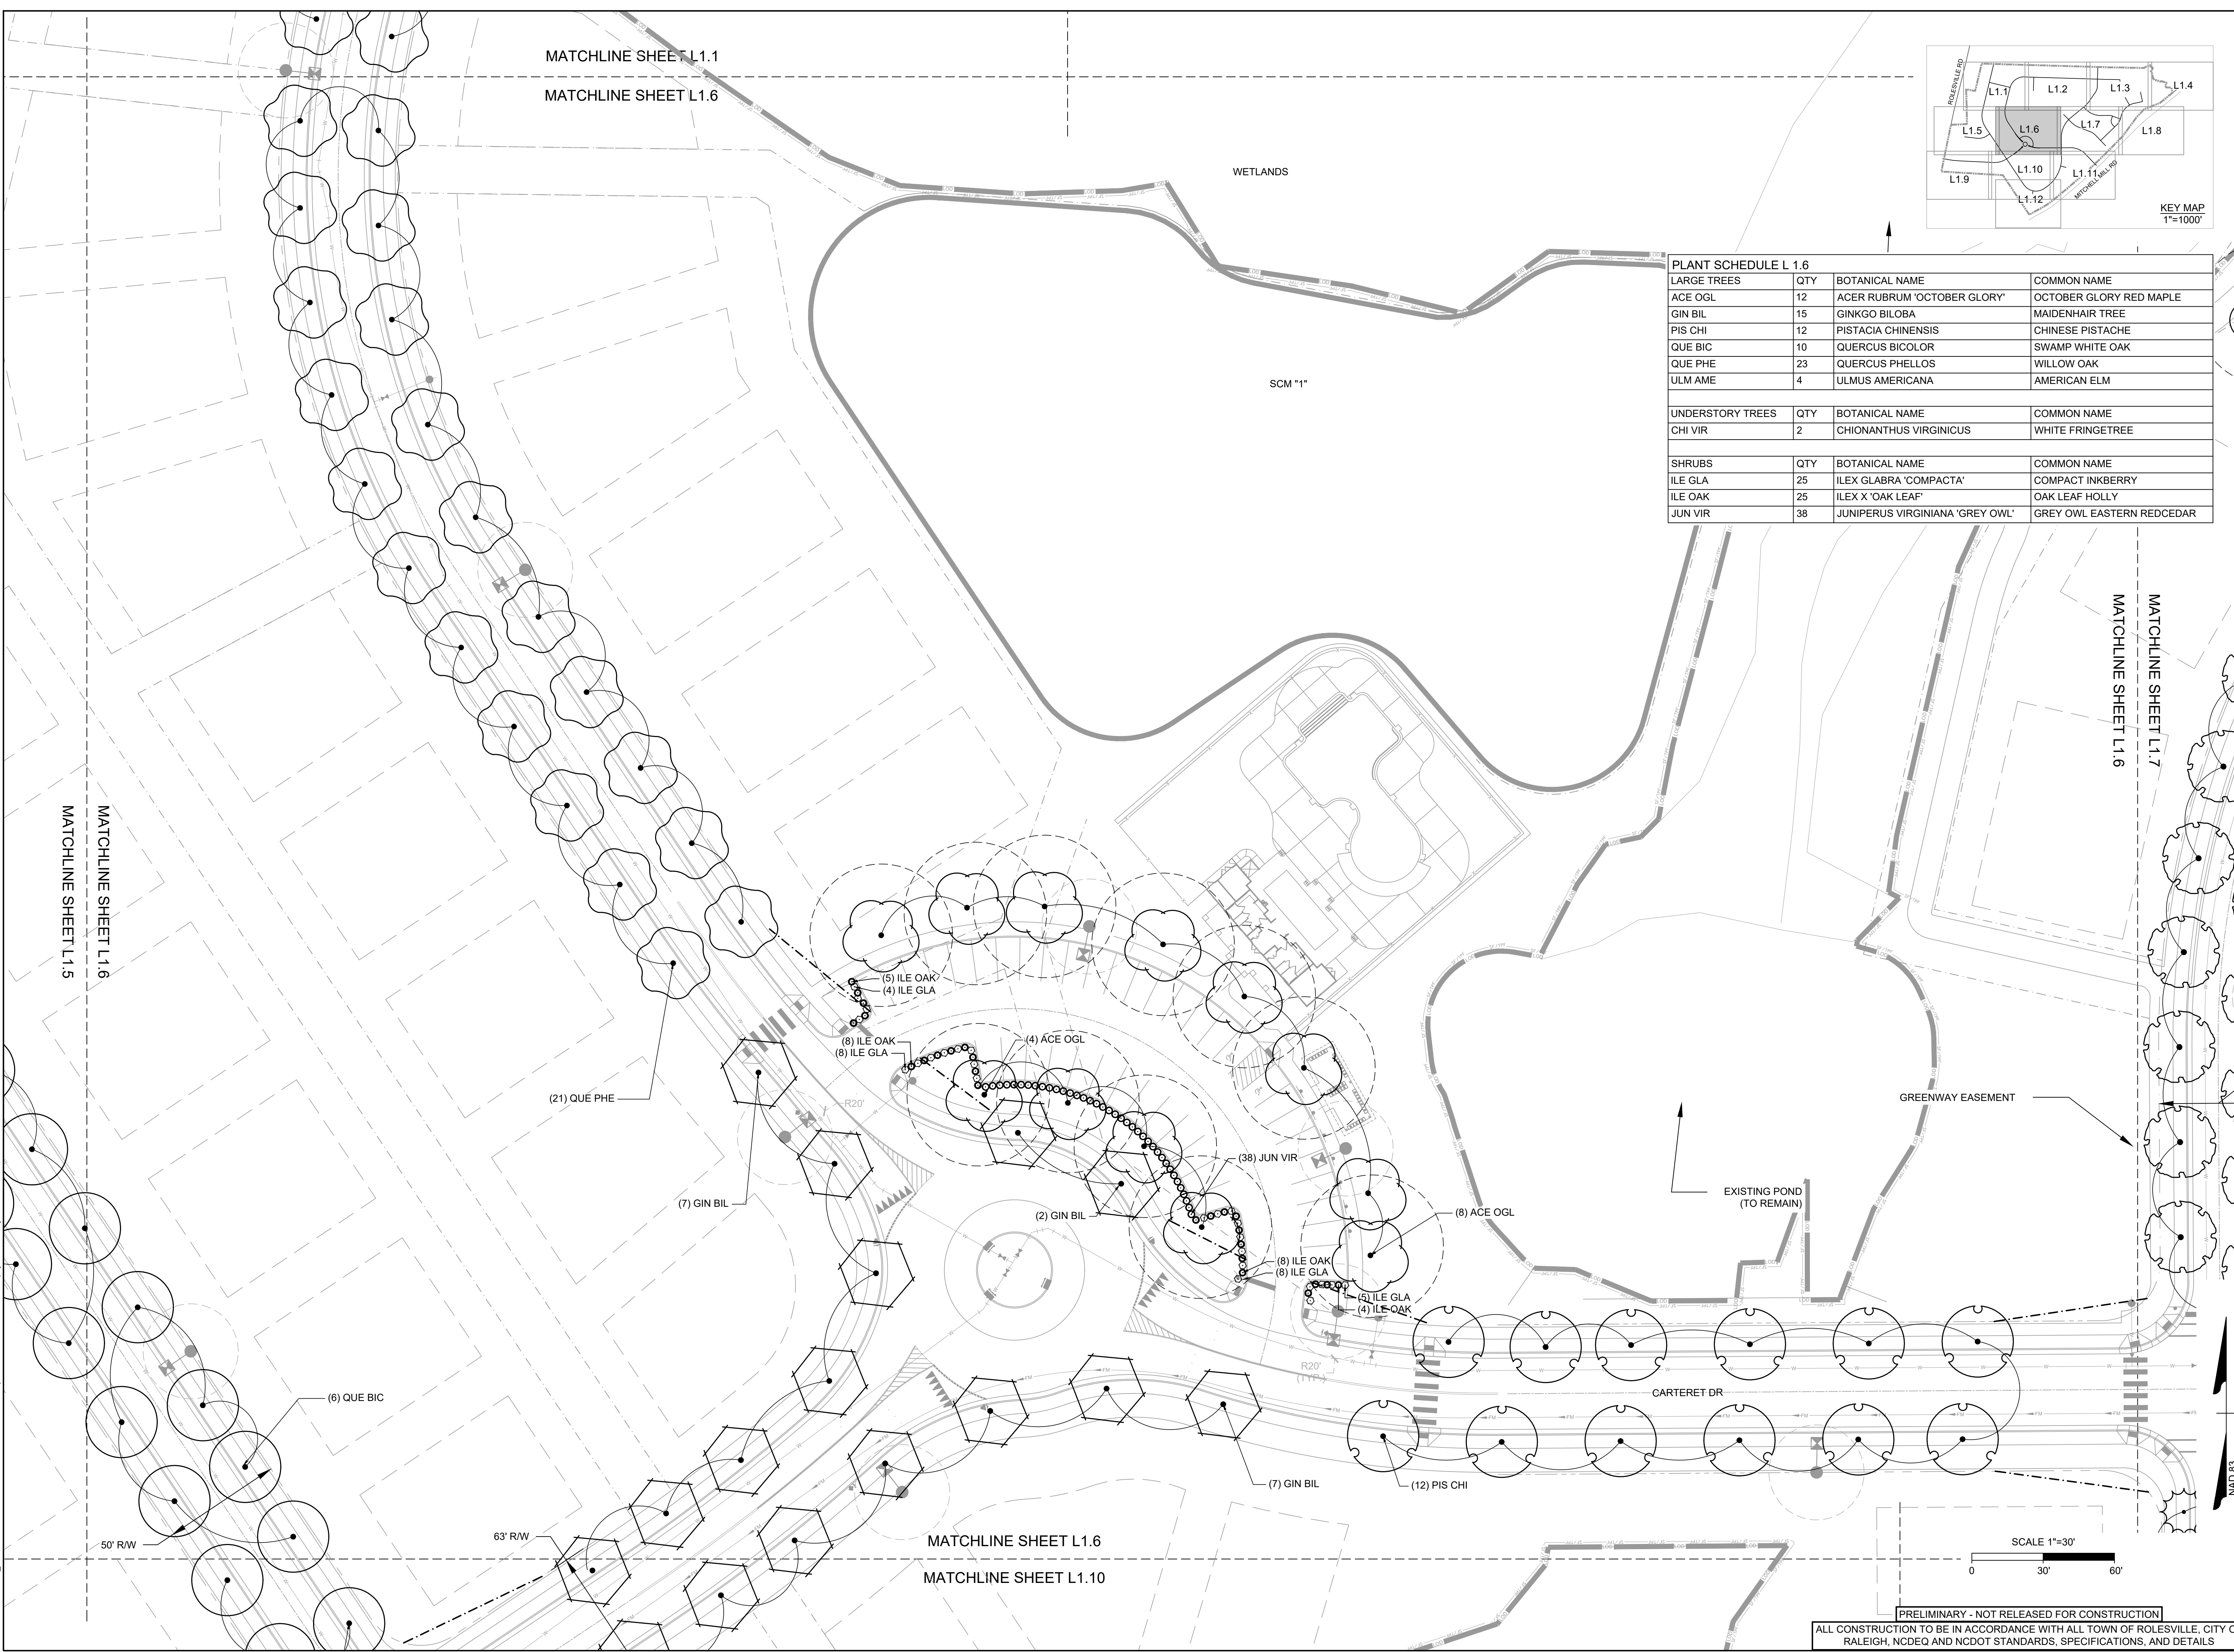 MATCHLINE SHEET L1.1
MATCHLINE SHEET L1.6
WETLANDS
SCM "1"
ROLESVILLE RD
L1.1
L1.2
L1.3
L1.4
L1.5
L1.6
L1.7
L1.8
L1.9
L1.10
L1.11
L1.12
MITCHELL MILL RD
KEY MAP
1"=1000'
PLANT SCHEDULE L 1.6
LARGE TREES QTY BOTANICAL NAME COMMON NAME
ACE OGL 12 ACER RUBRUM 'OCTOBER GLORY' OCTOBER GLORY RED MAPLE
GIN BIL 15 GINKGO BILOBA MAIDENHAIR TREE
PIS CHI 12 PISTACIA CHINENSIS CHINESE PISTACHE
QUE BIC 10 QUERCUS BICOLOR SWAMP WHITE OAK
QUE PHE 23 QUERCUS PHELLOS WILLOW OAK
ULM AME 4 ULMUS AMERICANA AMERICAN ELM
UNDERSTORY TREES QTY BOTANICAL NAME COMMON NAME
CHI VIR 2 CHIONANTHUS VIRGINICUS WHITE FRINGETREE
SHRUBS QTY BOTANICAL NAME COMMON NAME
ILE GLA 25 ILEX GLABRA 'COMPACTA' COMPACT INKBERRY
ILE OAK 25 ILEX X 'OAK LEAF' OAK LEAF HOLLY
JUN VIR 38 JUNIPERUS VIRGINIANA 'GREY OWL' GREY OWL EASTERN REDCEDAR
MATCHLINE SHEET L1.6
MATCHLINE SHEET L1.7
MATCHLINE SHEET L1.5
MATCHLINE SHEET L1.6
(5) ILE OAK
(4) ILE GLA
(8) ILE OAK
(8) ILE GLA
(4) ACE OGL
(21) QUE PHE
R20'
GREENWAY EASEMENT
(38) JUN VIR
(7) GIN BIL
(2) GIN BIL
EXISTING POND
(TO REMAIN)
(8) ACE OGL
(8) ILE OAK
(8) ILE GLA
(5) ILE GLA
(4) ILE OAK
R20'
(TYP.)
(6) QUE BIC
CARTERET DR
(7) GIN BIL
(12) PIS CHI
NAD 83
50' R/W
63' R/W
MATCHLINE SHEET L1.6
MATCHLINE SHEET L1.10
SCALE 1"=30'
0 30' 60'
PRELIMINARY - NOT RELEASED FOR CONSTRUCTION
ALL CONSTRUCTION TO BE IN ACCORDANCE WITH ALL TOWN OF ROLESVILLE, CITY
RALEIGH, NCDEQ AND NCDOT STANDARDS, SPECIFICATIONS, AND DETAILS